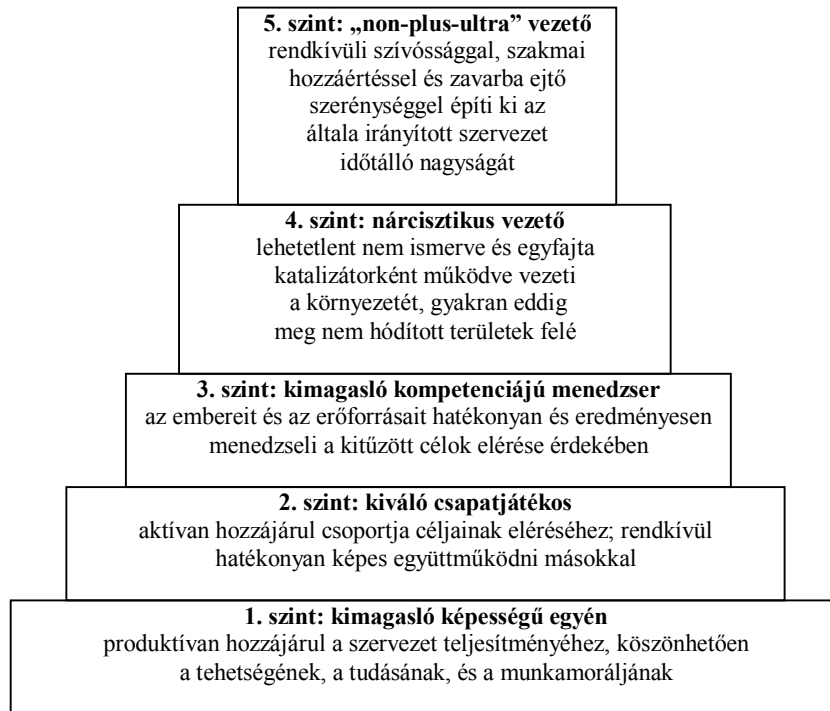 5. szint: „non-plus-ultra” vezető
rendkívüli szívóssággal, szakmai
hozzáértéssel és zavarba ejtő
szerénységgel építi ki az
általa irányított szervezet
időtálló nagyságát
4. szint: nárcisztikus vezető
lehetetlent nem ismerve és egyfajta
katalizátorként működve vezeti
a környezetét, gyakran eddig
meg nem hódított területek felé
3. szint: kimagasló kompetenciájú menedzser
az embereit és az erőforrásait hatékonyan és eredményesen
menedzseli a kitűzött célok elérése érdekében
2. szint: kiváló csapatjátékos
aktívan hozzájárul csoportja céljainak eléréséhez; rendkívül
hatékonyan képes együttműködni másokkal
1. szint: kimagasló képességű egyén
produktívan hozzájárul a szervezet teljesítményéhez, köszönhetően
a tehetségének, a tudásának, és a munkamoráljának